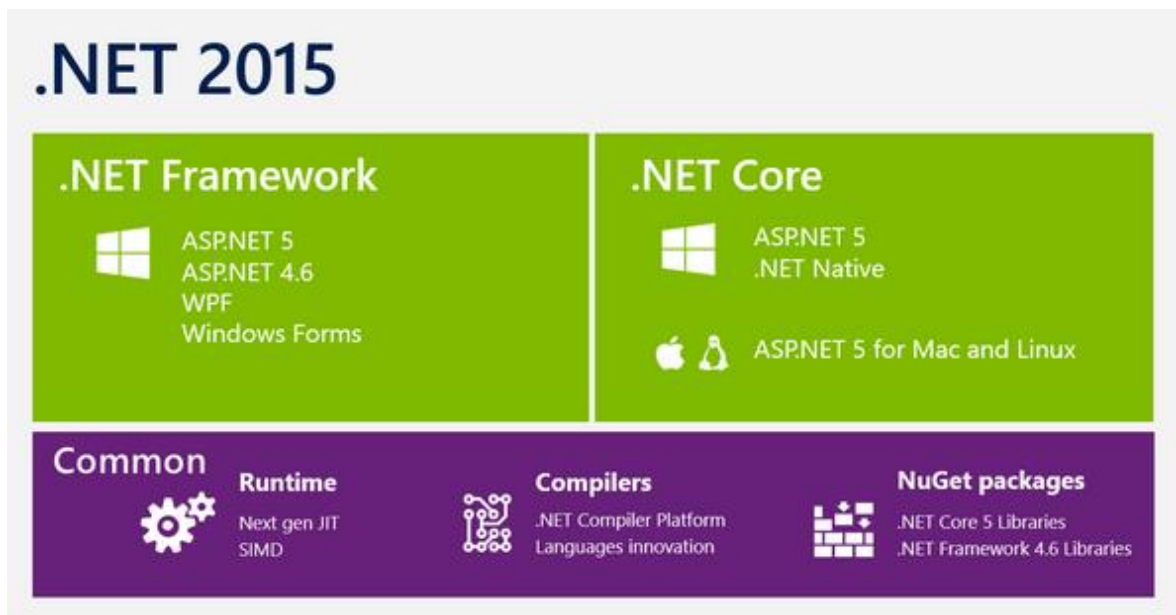 .NET 2015
.NET Framework
ASP.NET 5
ASP.NET 4.6
WPF
Windows Forms
.NET Core
ASP.NET 5
.NET Native
ASP.NET 5 for Mac and Linux
Common
Runtime
Next gen JIT
SIMD
Compilers
.NET Compiler Platform
Languages innovation
NuGet packages
.NET Core 5 Libraries
.NET Framework 4.6 Libraries